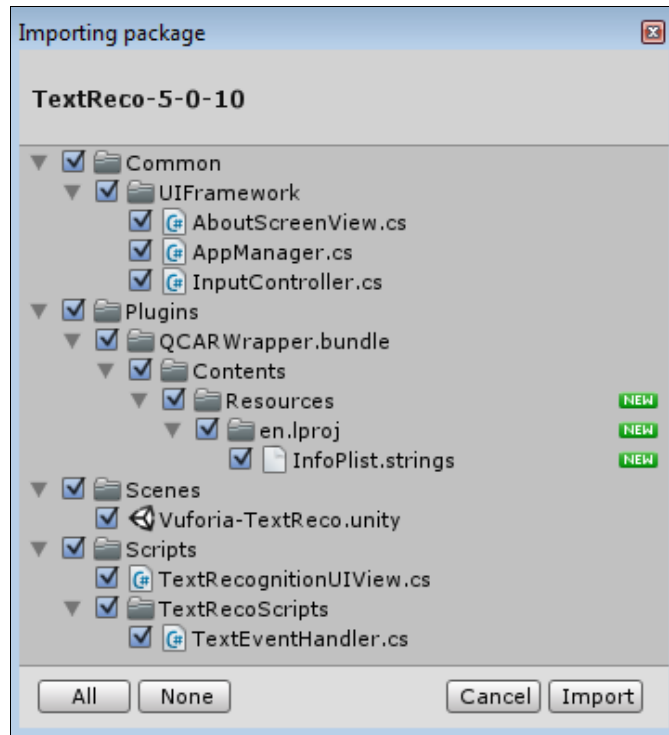 Importing package
TextReco-5-0-10
Common
UIFramework
AboutScreenView.cs
AppManager.cs
InputController.cs
Plugins
QCARWrapper.bundle
Contents
Resources NEW
en.lproj NEW
InfoPlist.strings NEW
Scenes
Vuforia-TextReco.unity
Scripts
TextRecognitionUIView.cs
TextRecoScripts
TextEventHandler.cs
All None Cancel Import